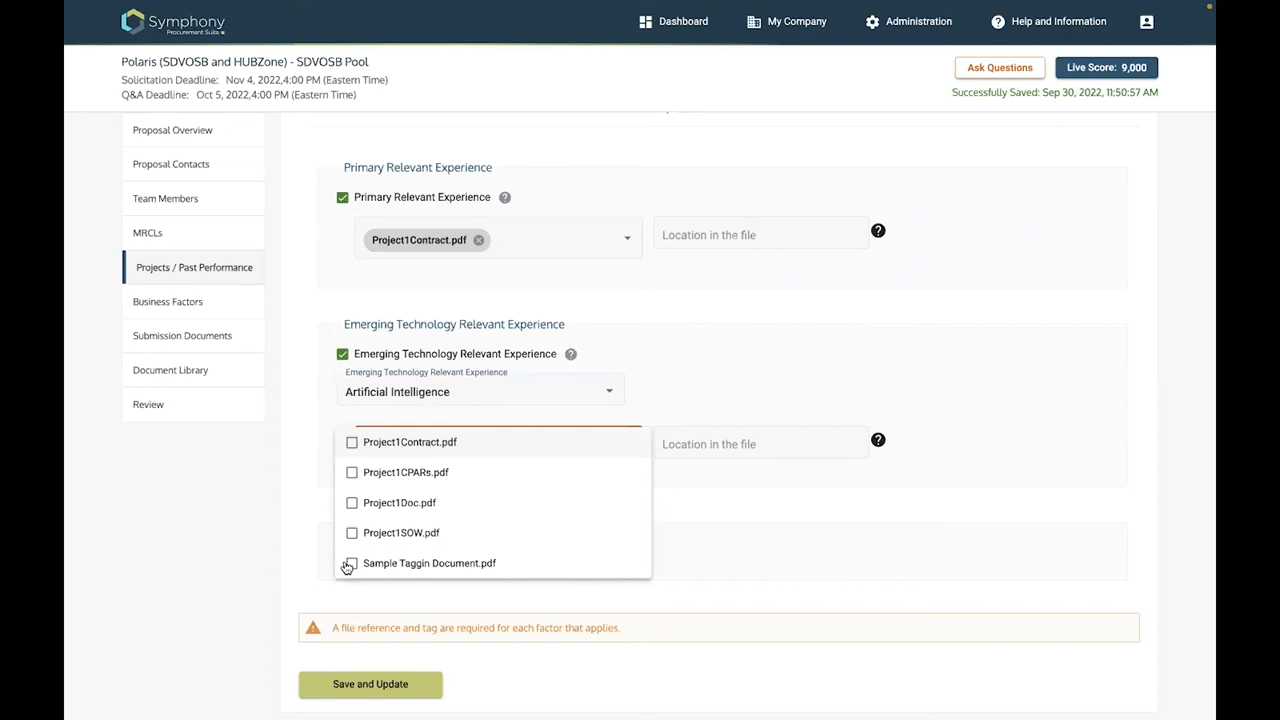 Symphony
Procurement Suite
Dashboard
My Company
Administration
Help and Information
Polaris (SDVOSB and HUBZone) - SDVOSB Pool
Solicitation Deadline: Nov 4, 2022,4:00 PM (Eastern Time)
Q&A Deadline: Oct 5, 2022,4:00 PM (Eastern Time)
Ask Questions
Live Score: 9,000
Successfully Saved: Sep 30, 2022, 11:50:57 AM
Proposal Overview
Proposal Contacts
Team Members
MRCLs
Projects / Past Performance
Business Factors
Submission Documents
Document Library
Review
Primary Relevant Experience
Primary Relevant Experience ?
Project1Contract.pdf
Location in the file ?
Emerging Technology Relevant Experience
Emerging Technology Relevant Experience ?
Emerging Technology Relevant Experience
Artificial Intelligence
Location in the file ?
Project1Contract.pdf
Project1CPARs.pdf
Project1Doc.pdf
Project1SOW.pdf
Sample Taggin Document.pdf
A file reference and tag are required for each factor that applies.
Save and Update